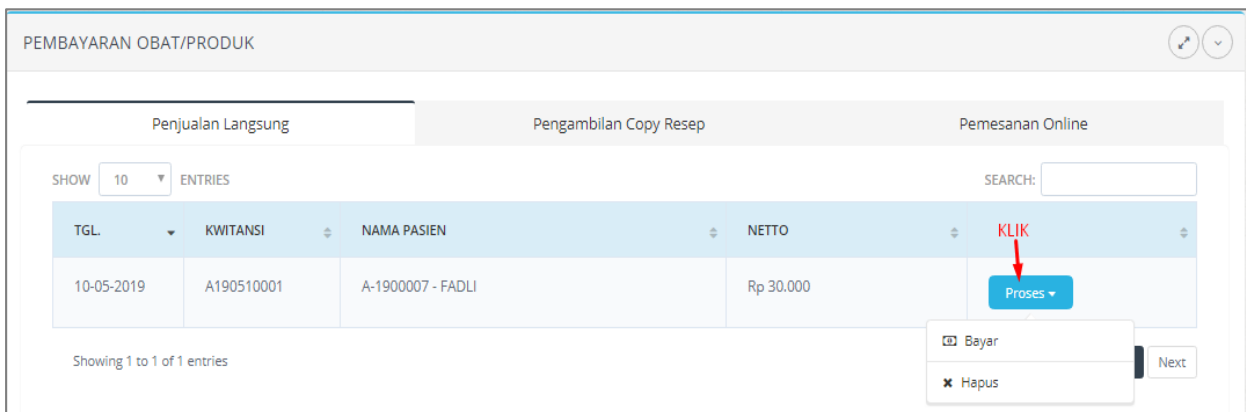 PEMBAYARAN OBAT/PRODUK
Penjualan Langsung Pengambilan Copy Resep Pemesanan Online
SHOW 10 ENTRIES SEARCH:
TGL. KWITANSI NAMA PASIEN NETTO KLIK
10-05-2019 A190510001 A-1900007 - FADLI Rp 30.000 Proses
Bayar
Showing 1 to 1 of 1 entries Next
Hapus